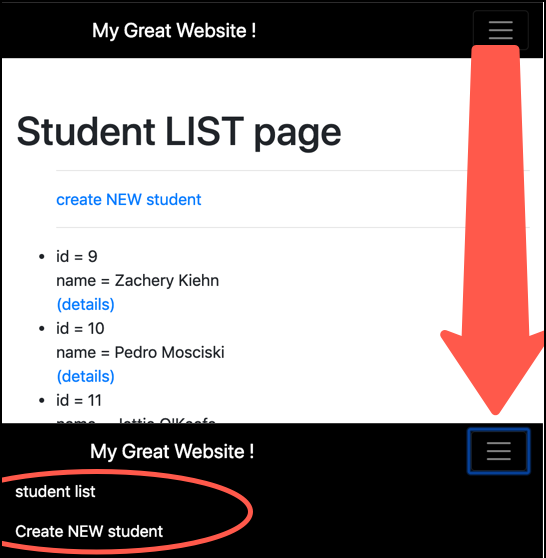 My Great Website !
Student LIST page
create NEW student
id = 9
name = Zachery Kiehn
(details)
id = 10
name = Pedro Mosciski
(details)
id = 11
My Great Website !
student list
Create NEW student